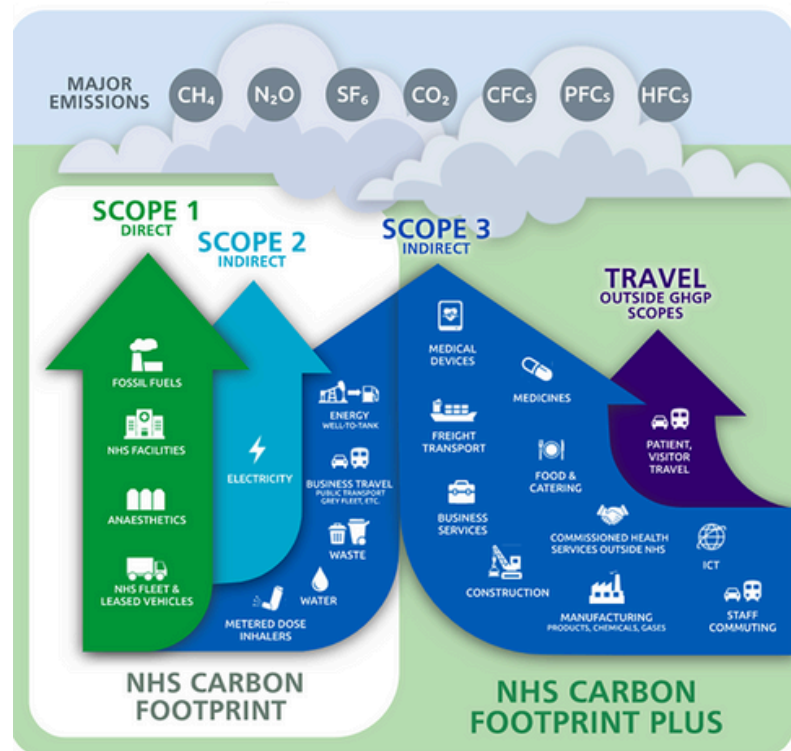 MAJOR
EMISSIONS
CH₄
N₂O
SF₆
CO₂
CFCs
PFCs
HFCs
SCOPE 1
DIRECT
FOSSIL FUELS
NHS FACILITIES
ANAESTHETICS
NHS FLEET &
LEASED VEHICLES
SCOPE 2
INDIRECT
ELECTRICITY
SCOPE 3
INDIRECT
ENERGY
WELL-TO-TANK
BUSINESS TRAVEL
PUBLIC TRANSPORT
GREY FLEET, ETC.
WASTE
WATER
METERED DOSE
INHALERS
MEDICAL
DEVICES
MEDICINES
FREIGHT
TRANSPORT
FOOD &
CATERING
BUSINESS
SERVICES
COMMISSIONED HEALTH
SERVICES OUTSIDE NHS
ICT
CONSTRUCTION
MANUFACTURING
PRODUCTS, CHEMICALS, GASES
STAFF
COMMUTING
TRAVEL
OUTSIDE GHGP
SCOPES
PATIENT,
VISITOR
TRAVEL
NHS CARBON
FOOTPRINT
NHS CARBON
FOOTPRINT PLUS